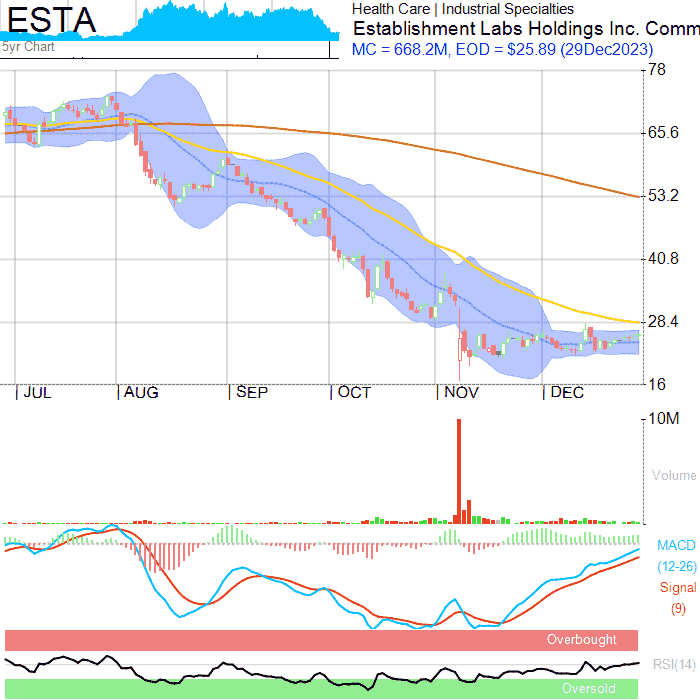 ESTA
5yr Chart
Health Care | Industrial Specialties
Establishment Labs Holdings Inc. Comm
MC = 668.2M, EOD = $25.89 (29Dec2023)
78
65.6
53.2
40.8
28.4
16
JUL AUG SEP OCT NOV DEC
10M
Volume
MACD
(12-26)
Signal
(9)
Overbought
RSI(14)
Oversold